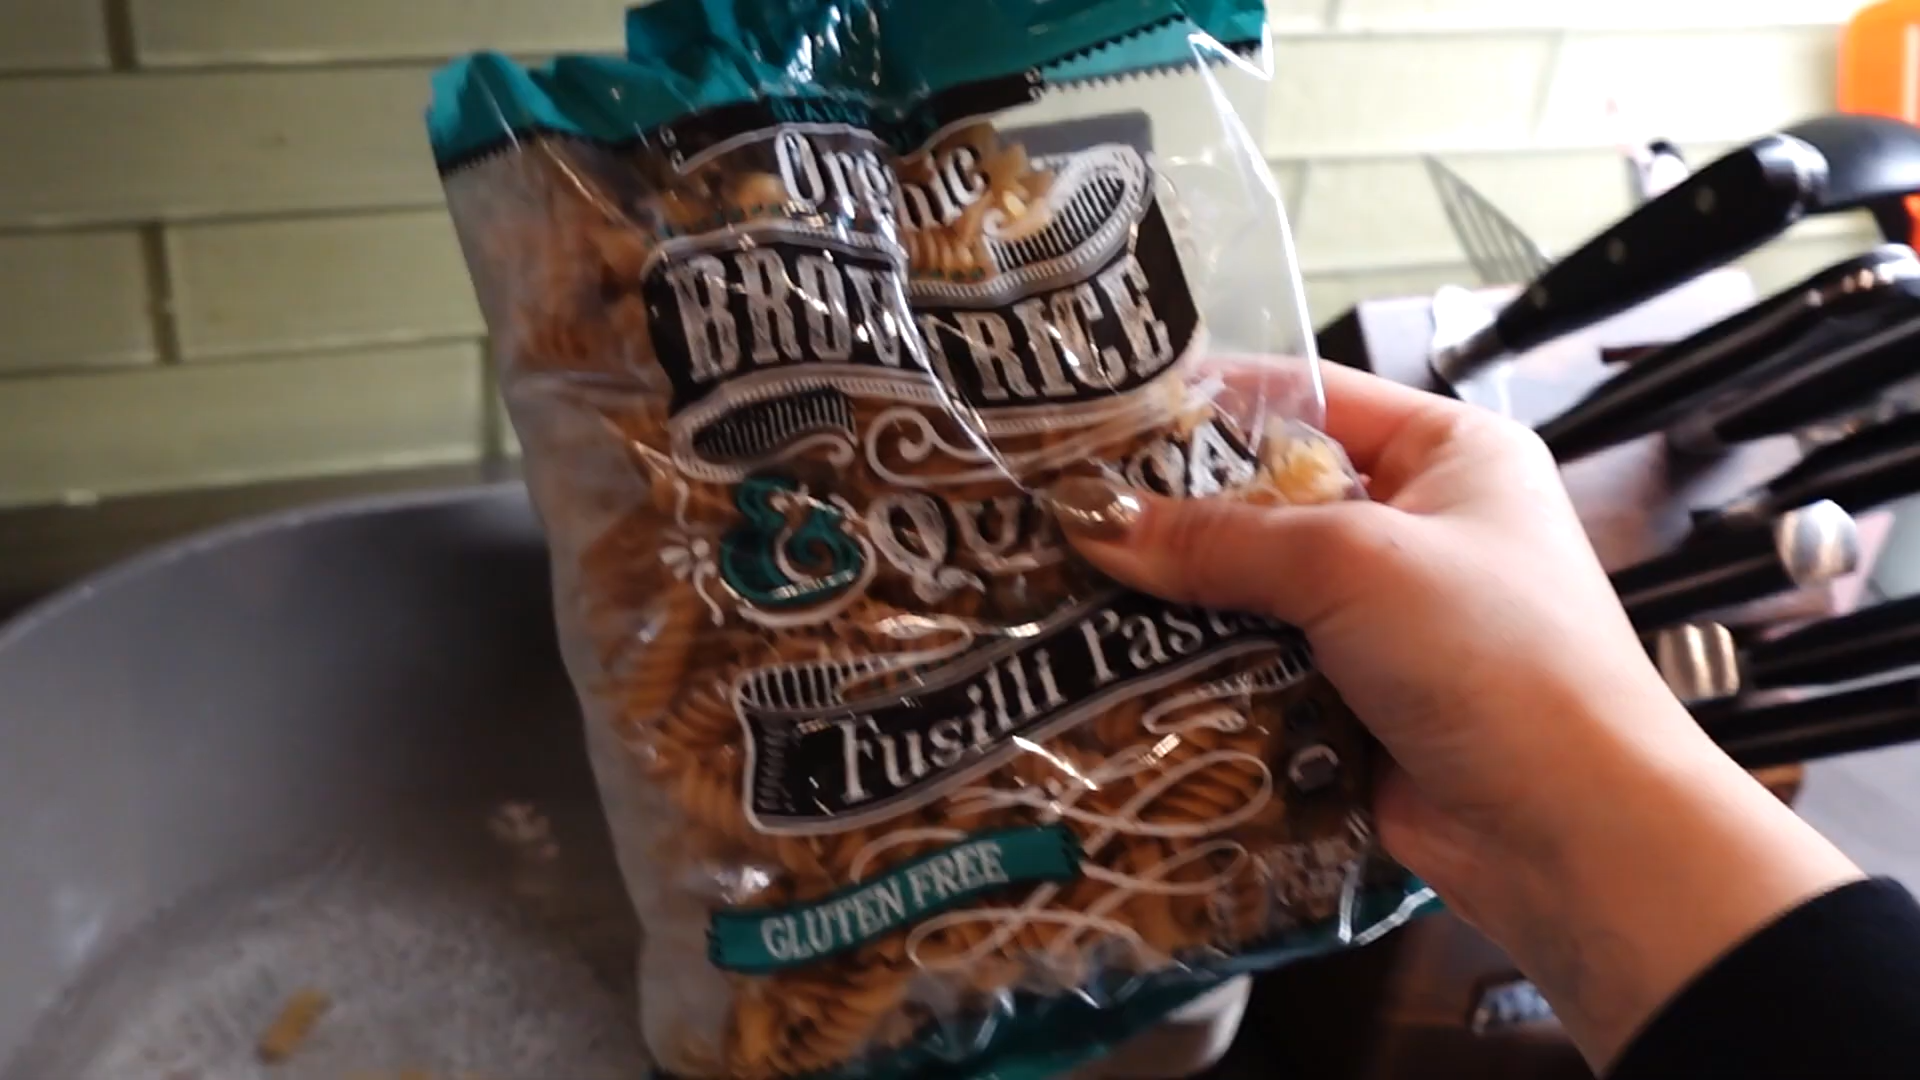 Organic
BROWN RICE
& QUINOA
Fusilli Pasta
GLUTEN FREE